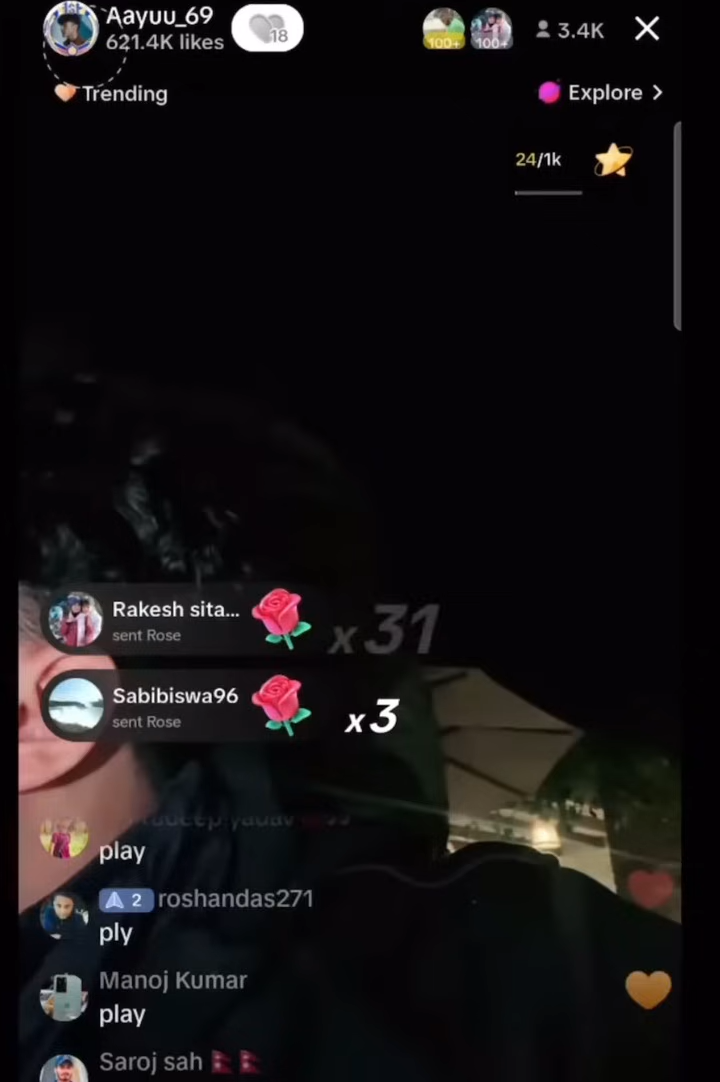 Aayuu_69
621.4K likes
18
100+
100+
3.4K
Trending
Explore
24/1k
Rakesh sita...
sent Rose
x31
Sabibiswa96
sent Rose
x3
play
2 roshandas271
ply
Manoj Kumar
play
Saroj sah